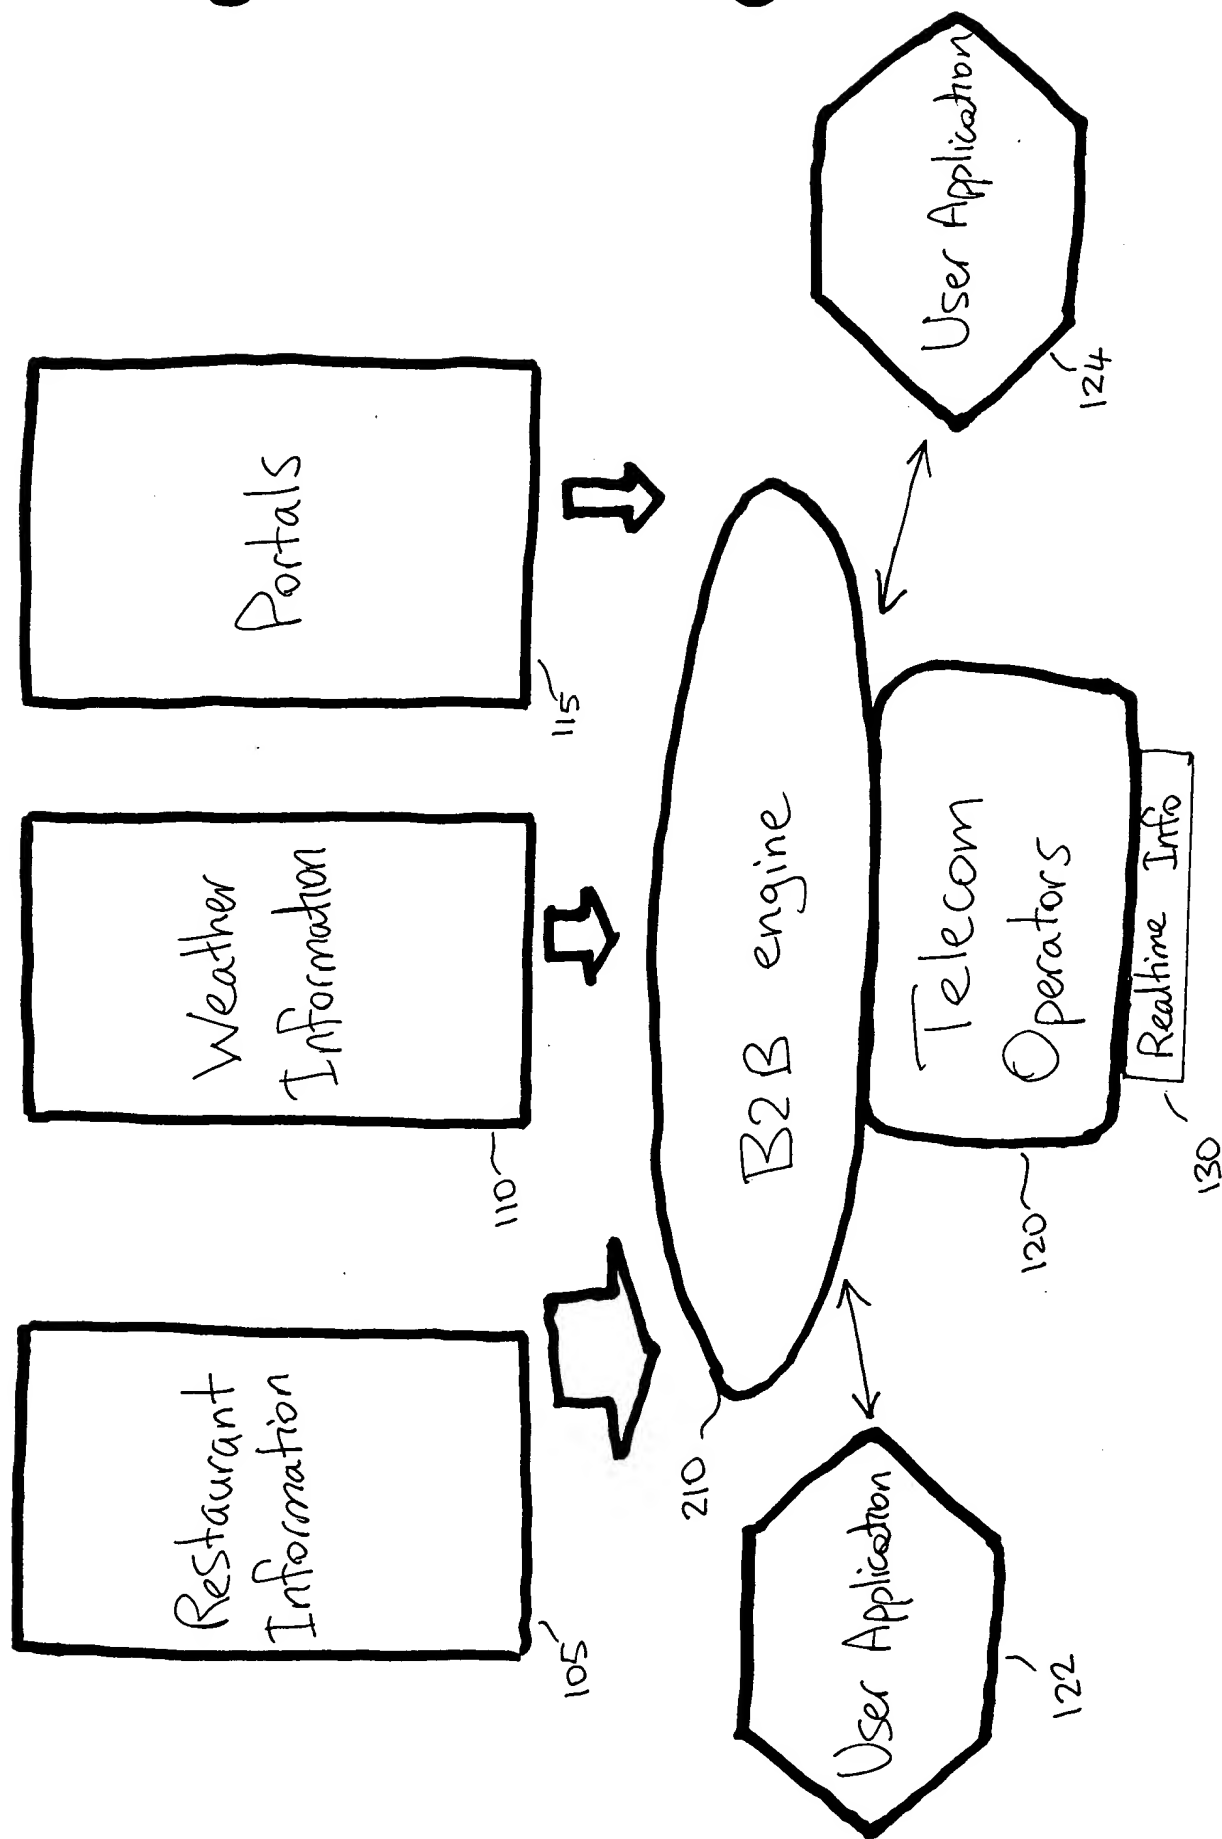 Restaurant
Information
105
Weather
Information
110
Portals
115
B2B engine
210
Telecom
Operators
120
Realtime Info
130
User Application
122
User Application
124